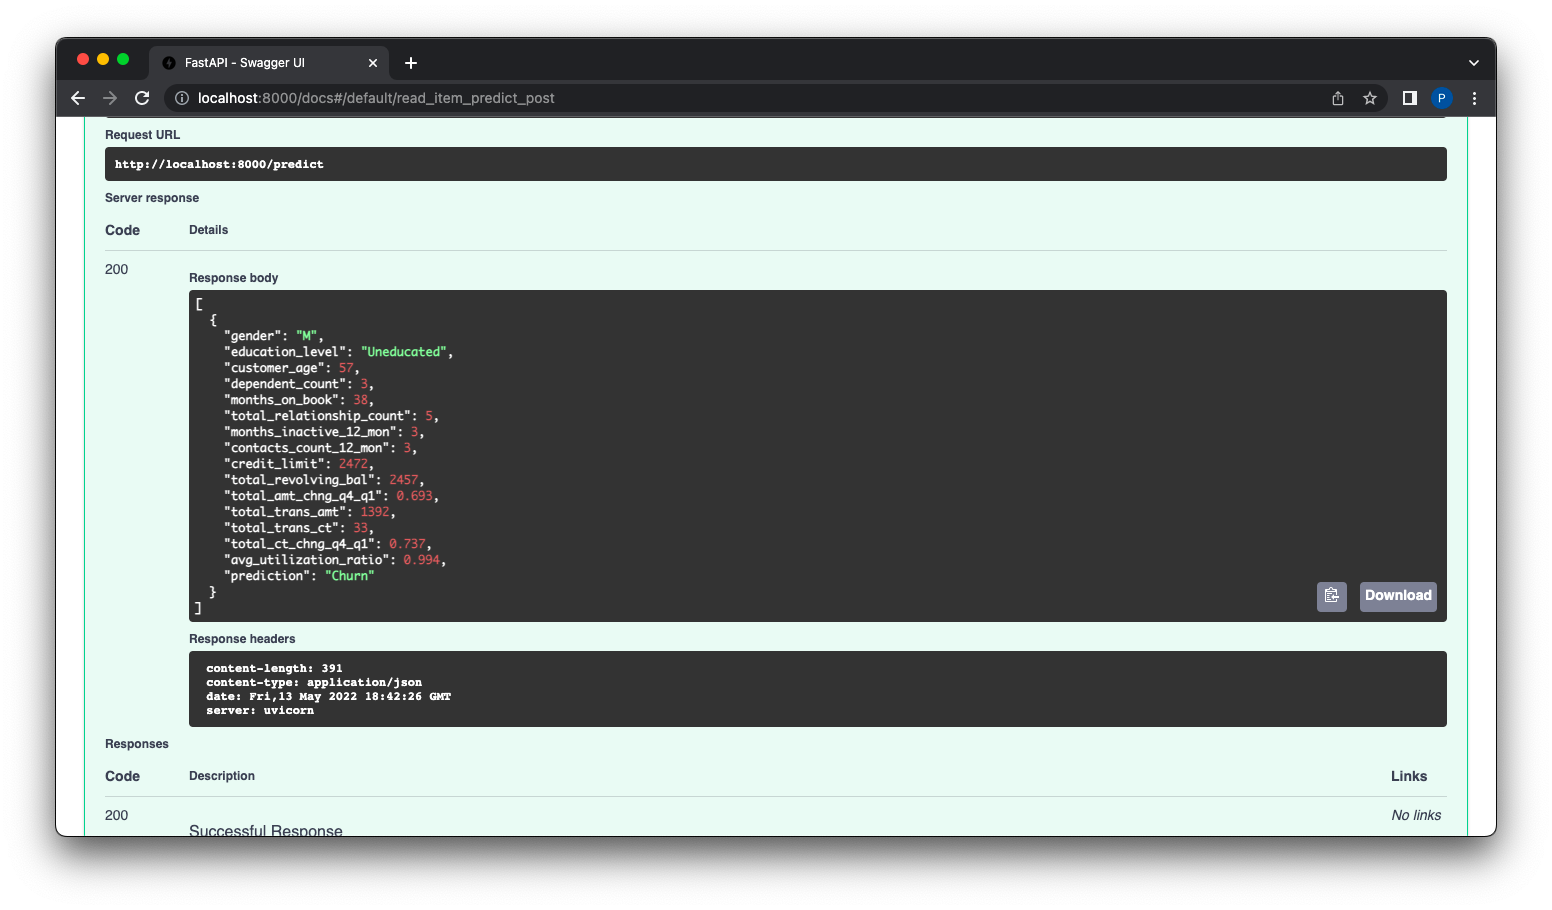 FastAPI - Swagger UI
localhost:8000/docs#/default/read_item_predict_post
P
Request URL
http://localhost:8000/predict
Server response
Code Details
200
Response body
[
{
"gender": "M",
"education_level": "Uneducated",
"customer_age": 57,
"dependent_count": 3,
"months_on_book": 38,
"total_relationship_count": 5,
"months_inactive_12_mon": 3,
"contacts_count_12_mon": 3,
"credit_limit": 2472,
"total_revolving_bal": 2457,
"total_amt_chng_q4_q1": 0.693,
"total_trans_amt": 1392,
"total_trans_ct": 33,
"total_ct_chng_q4_q1": 0.737,
"avg_utilization_ratio": 0.994,
"prediction": "Churn"
}
]
Download
Response headers
content-length: 391
content-type: application/json
date: Fri,13 May 2022 18:42:26 GMT
server: uvicorn
Responses
Code Description Links
200
Successful Response
No links